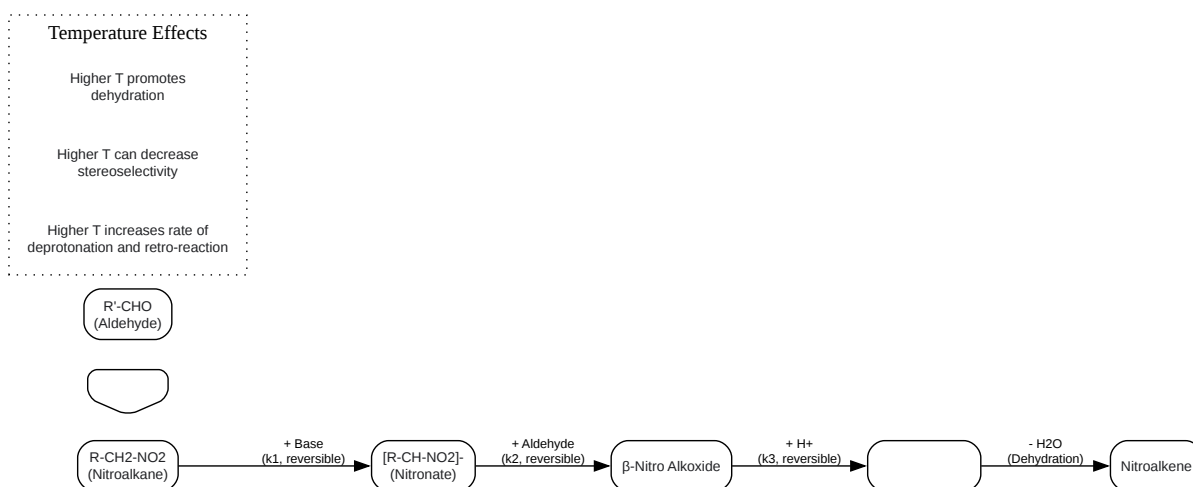 Temperature Effects
Higher T promotes
dehydration
Higher T can decrease
stereoselectivity
Higher T increases rate of
deprotonation and retro-reaction
R'-CHO
(Aldehyde)
R-CH2-NO2
(Nitroalkane)
+ Base
(k1, reversible)
[R-CH-NO2]-
(Nitronate)
+ Aldehyde
(k2, reversible)
β-Nitro Alkoxide
+ H+
(k3, reversible)
- H2O
(Dehydration)
Nitroalkene